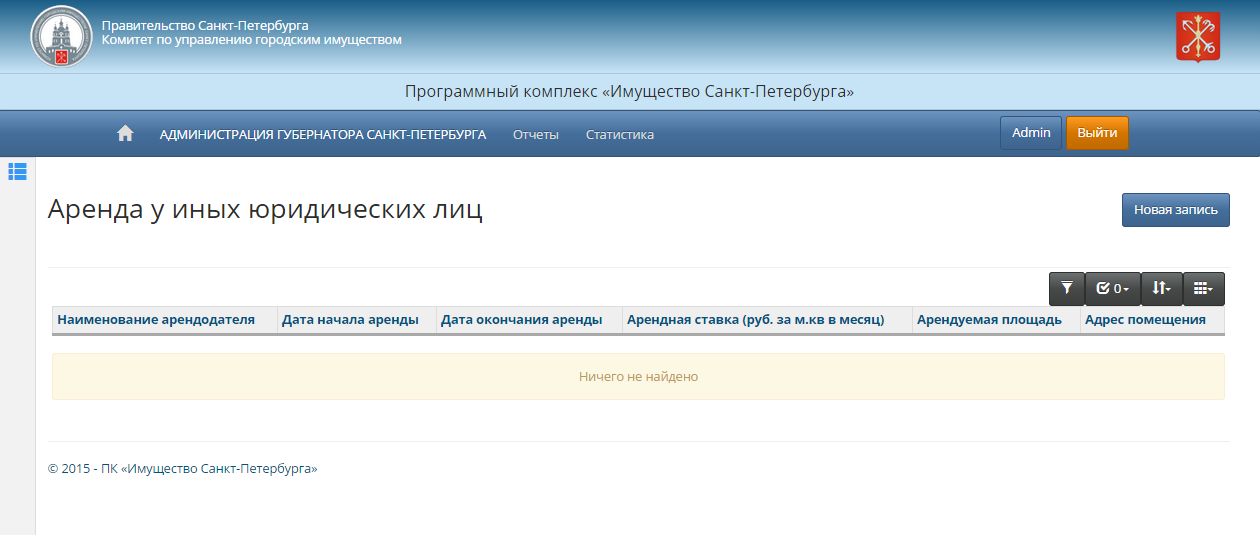 Правительство Санкт-Петербурга
Комитет по управлению городским имуществом
Программный комплекс «Имущество Санкт-Петербурга»
АДМИНИСТРАЦИЯ ГУБЕРНАТОРА САНКТ-ПЕТЕРБУРГА Отчеты Статистика Admin Выйти
Аренда у иных юридических лиц Новая запись
0
Наименование арендодателя Дата начала аренды Дата окончания аренды Арендная ставка (руб. за м.кв в месяц) Арендуемая площадь Адрес помещения
Ничего не найдено
© 2015 - ПК «Имущество Санкт-Петербурга»